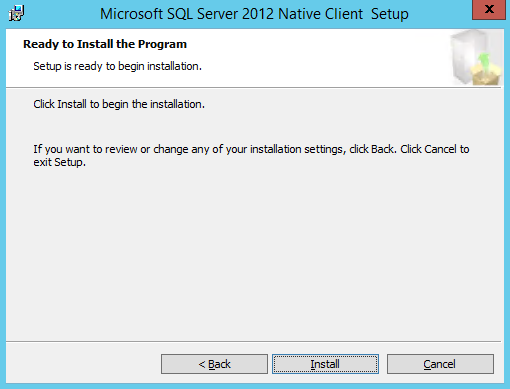 Microsoft SQL Server 2012 Native Client  Setup
x
Ready to Install the Program
Setup is ready to begin installation.
Click Install to begin the installation.
If you want to review or change any of your installation settings, click Back. Click Cancel to
exit Setup.
< Back
Install
Cancel